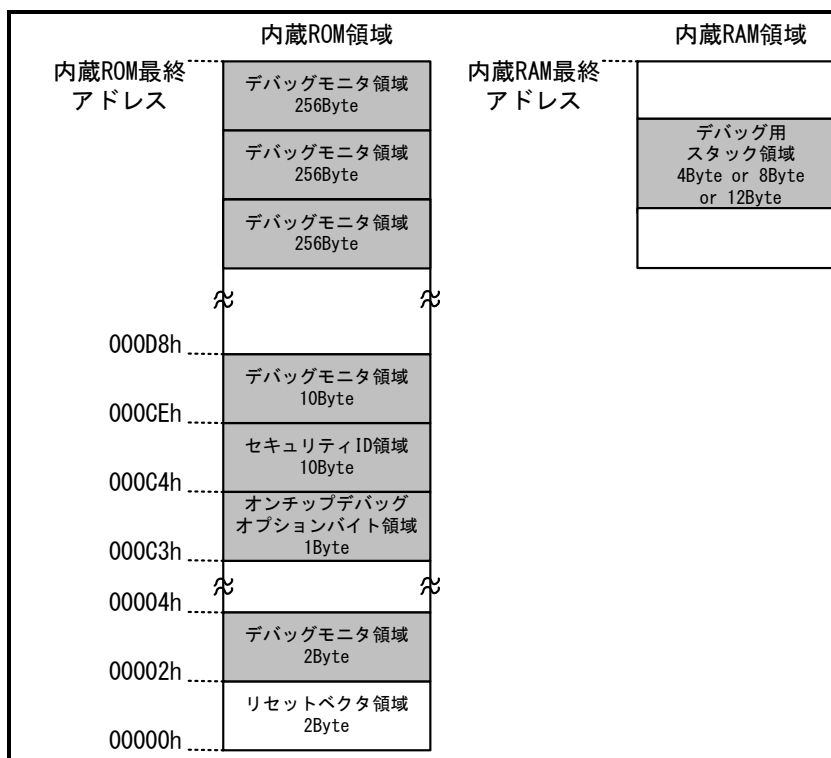 内蔵ROM領域
内蔵ROM最終
アドレス
デバッグモニタ領域
256Byte
デバッグモニタ領域
256Byte
デバッグモニタ領域
256Byte
000D8h
デバッグモニタ領域
10Byte
000CEh
セキュリティID領域
10Byte
000C4h
オンチップデバッグ
オプションバイト領域
1Byte
000C3h
00004h
デバッグモニタ領域
2Byte
00002h
リセットベクタ領域
2Byte
00000h
内蔵RAM領域
内蔵RAM最終
アドレス
デバッグ用
スタック領域
4Byte or 8Byte
or 12Byte